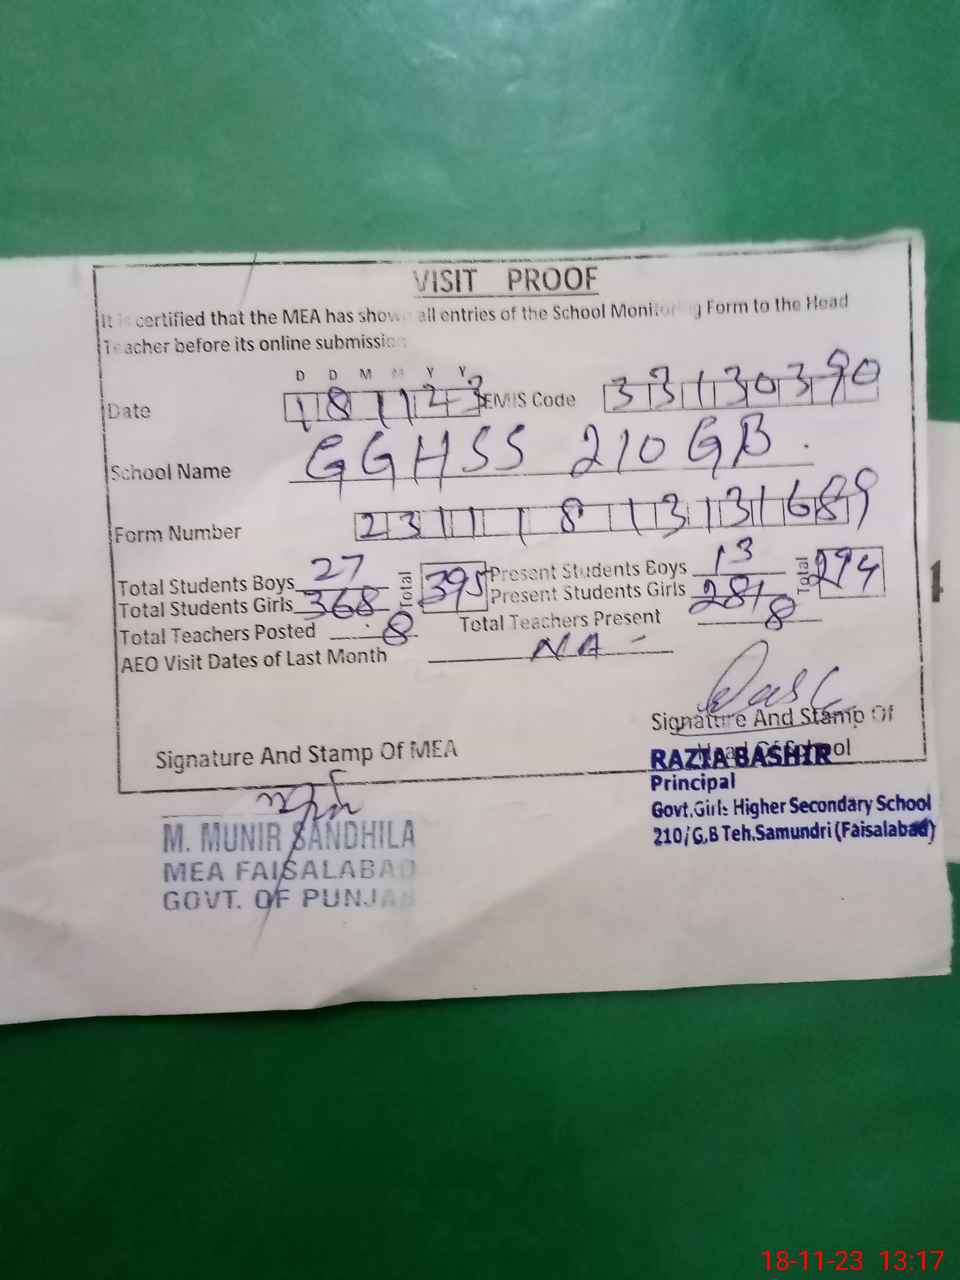 VISIT PROOF
It is certified that the MEA has shown all entries of the School Monitoring Form to the Head
Teacher before its online submission
D D M M Y Y
Date 181123 EMIS Code 33130390
School Name GGHSS 210 GB.
Form Number 23111813131689
Total Students Boys 27 Total 395 Present Students Boys 13 Total 294
Total Students Girls 368 Present Students Girls 281
Total Teachers Posted 8 Total Teachers Present 8
AEO Visit Dates of Last Month NA -
Signature And Stamp Of
Signature And Stamp Of MEA Head Of School
RAZIA BASHIR
Principal
Govt.Girls Higher Secondary School
210/G.B Teh.Samundri (Faisalabad)
M. MUNIR SANDHILA
MEA FAISALABAD
GOVT. OF PUNJAB
18-11-23 13:17